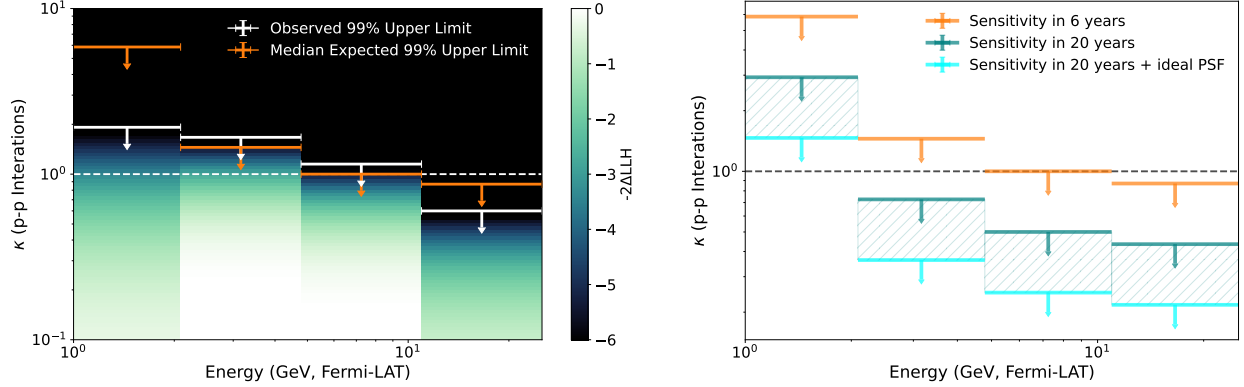 Observed 99% Upper Limit
Median Expected 99% Upper Limit
10¹
10⁰
10⁻¹
κ (p-p Interations)
10⁰
10¹
Energy (GeV, Fermi-LAT)
0
−1
−2
−3
−4
−5
−6
-2ΔLLH
Sensitivity in 6 years
Sensitivity in 20 years
Sensitivity in 20 years + ideal PSF
10⁰
κ (p-p Interations)
10⁰
10¹
Energy (GeV, Fermi-LAT)